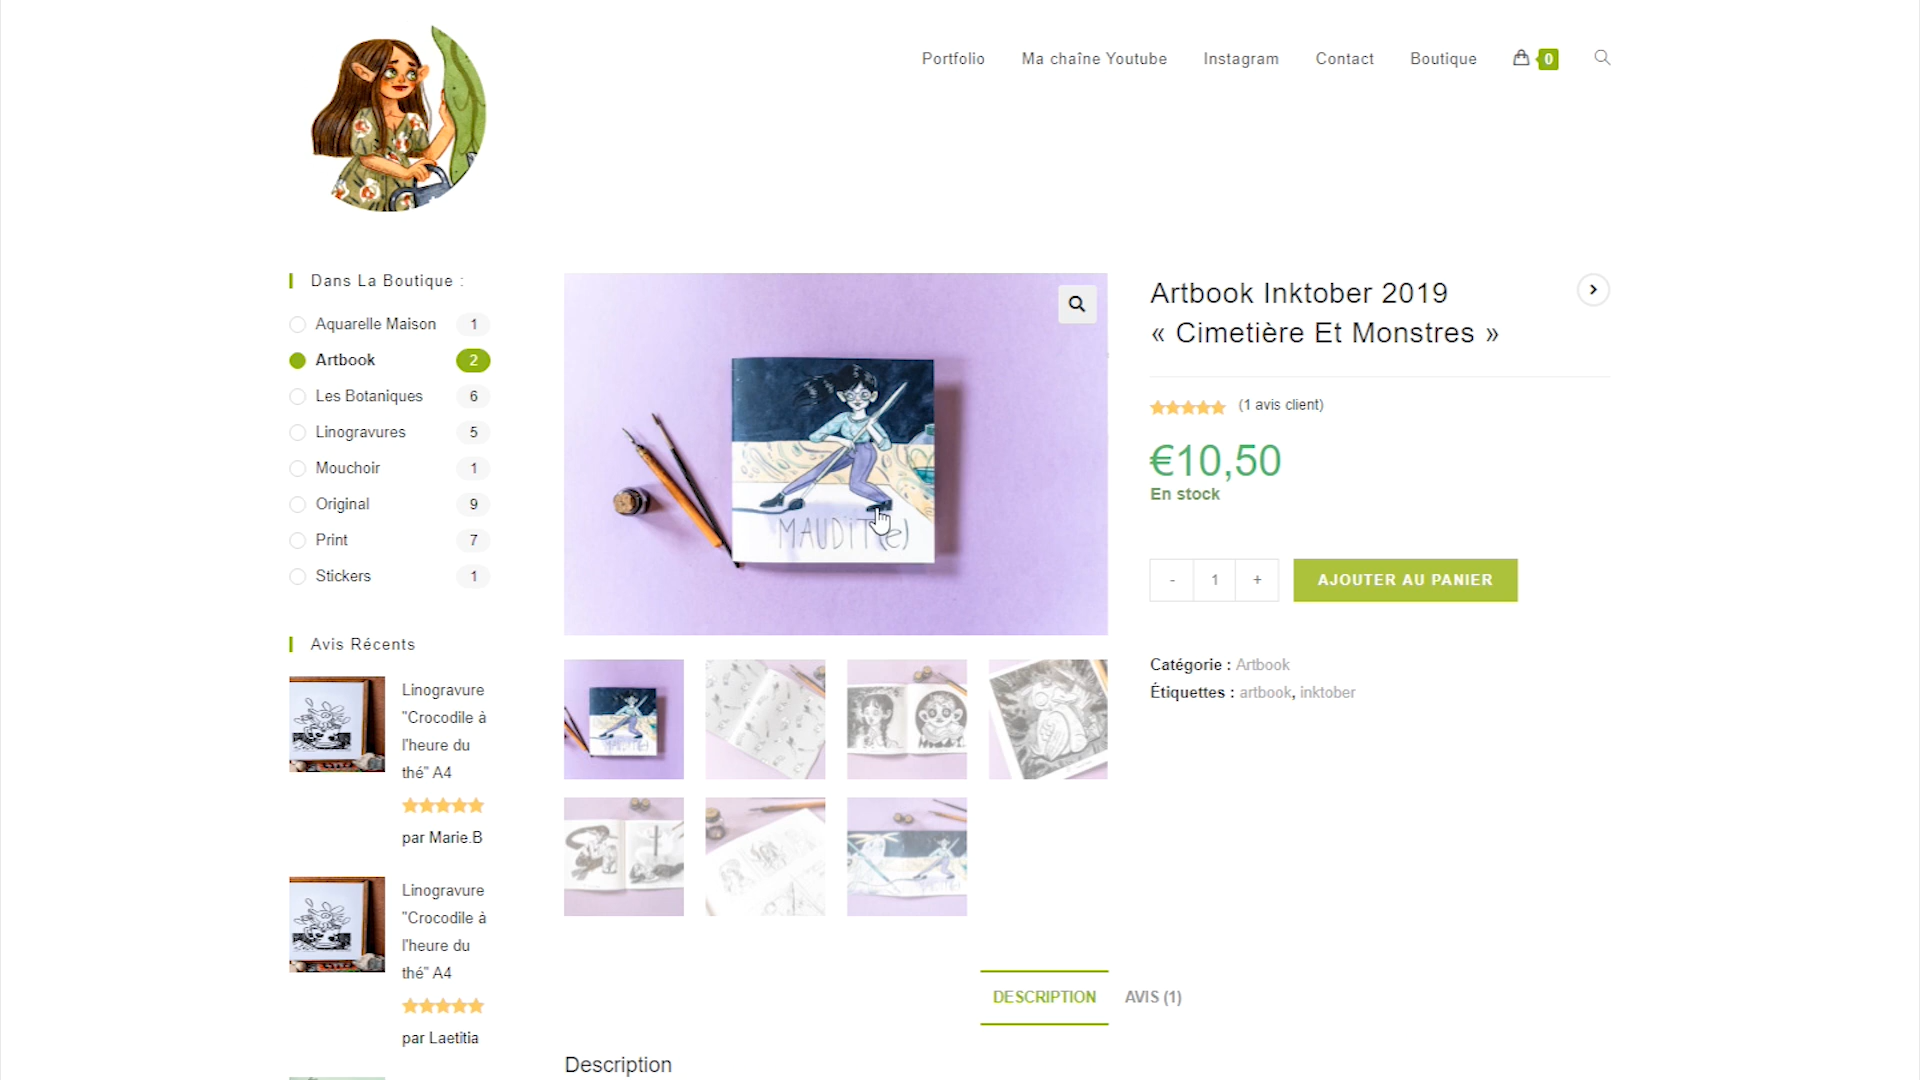 Portfolio
Ma chaîne Youtube
Instagram
Contact
Boutique
0
Dans La Boutique :
Aquarelle Maison 1
Artbook 2
Les Botaniques 6
Linogravures 5
Mouchoir 1
Original 9
Print 7
Stickers 1
Avis Récents
Linogravure
"Crocodile à
l'heure du
thé" A4
par Marie.B
Linogravure
"Crocodile à
l'heure du
thé" A4
par Laetitia
MAUDIT(e)
Artbook Inktober 2019
« Cimetière Et Monstres »
(1 avis client)
€10,50
En stock
- 1 +
AJOUTER AU PANIER
Catégorie : Artbook
Étiquettes : artbook, inktober
DESCRIPTION
AVIS (1)
Description